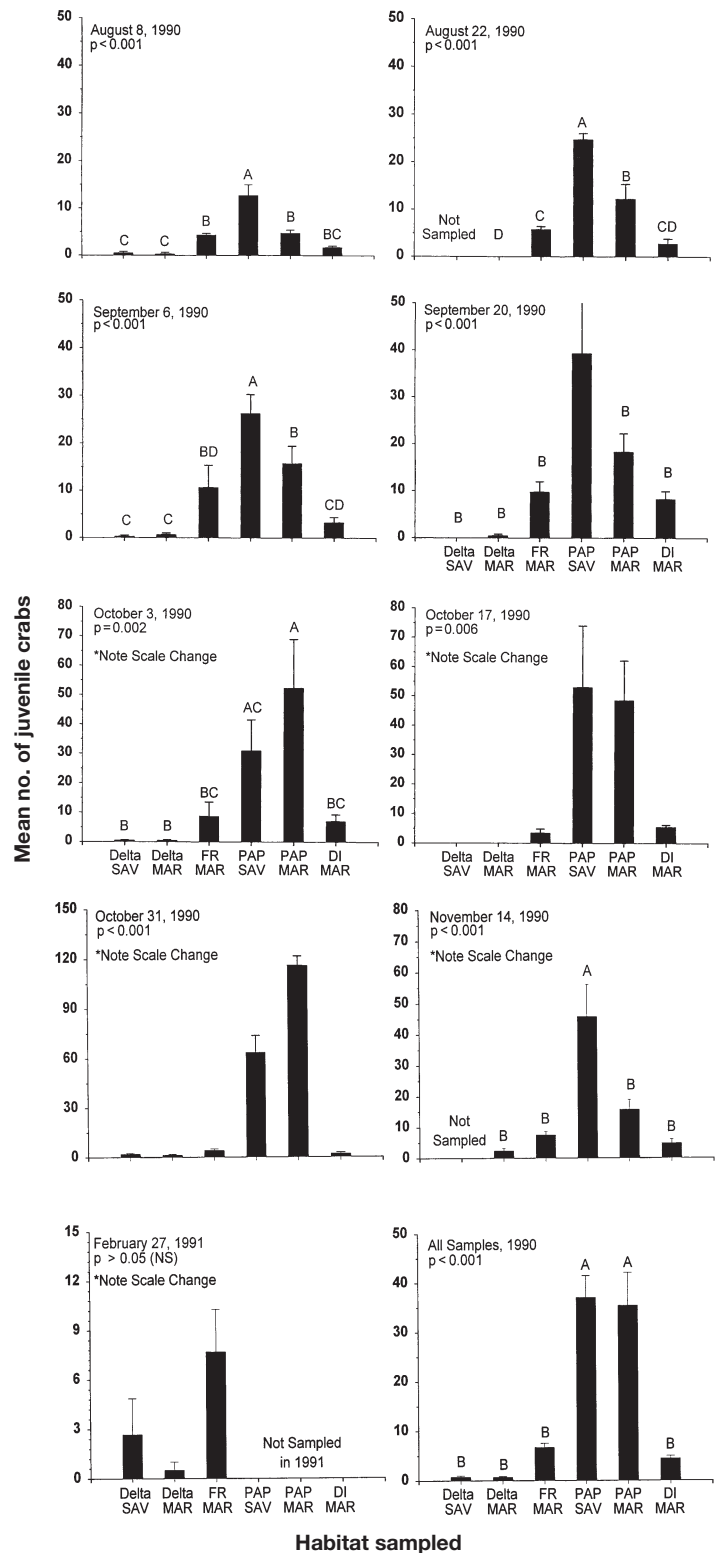 Mean no. of juvenile crabs
50
40
30
20
10
0
August 8, 1990
p<0.001
C
C
B
A
B
BC
50
40
30
20
10
0
August 22, 1990
p<0.001
Not
Sampled
D
C
A
B
CD
50
40
30
20
10
0
September 6, 1990
p<0.001
C
C
BD
A
B
CD
50
40
30
20
10
0
September 20, 1990
p<0.001
B
B
B
B
B
Delta Delta FR PAP PAP DI
SAV MAR MAR SAV MAR MAR
80
70
60
50
40
30
20
10
0
October 3, 1990
p=0.002
*Note Scale Change
B
B
BC
AC
A
BC
Delta Delta FR PAP PAP DI
SAV MAR MAR SAV MAR MAR
80
70
60
50
40
30
20
10
0
October 17, 1990
p=0.006
*Note Scale Change
Delta Delta FR PAP PAP DI
SAV MAR MAR SAV MAR MAR
150
120
90
60
30
0
October 31, 1990
p<0.001
*Note Scale Change
80
70
60
50
40
30
20
10
0
November 14, 1990
p<0.001
*Note Scale Change
Not
Sampled
B
B
A
B
B
15
12
9
6
3
0
February 27, 1991
p > 0.05 (NS)
*Note Scale Change
Not Sampled
in 1991
Delta Delta FR PAP PAP DI
SAV MAR MAR SAV MAR MAR
50
40
30
20
10
0
All Samples, 1990
p<0.001
B
B
B
A
A
B
Delta Delta FR PAP PAP DI
SAV MAR MAR SAV MAR MAR
Habitat sampled